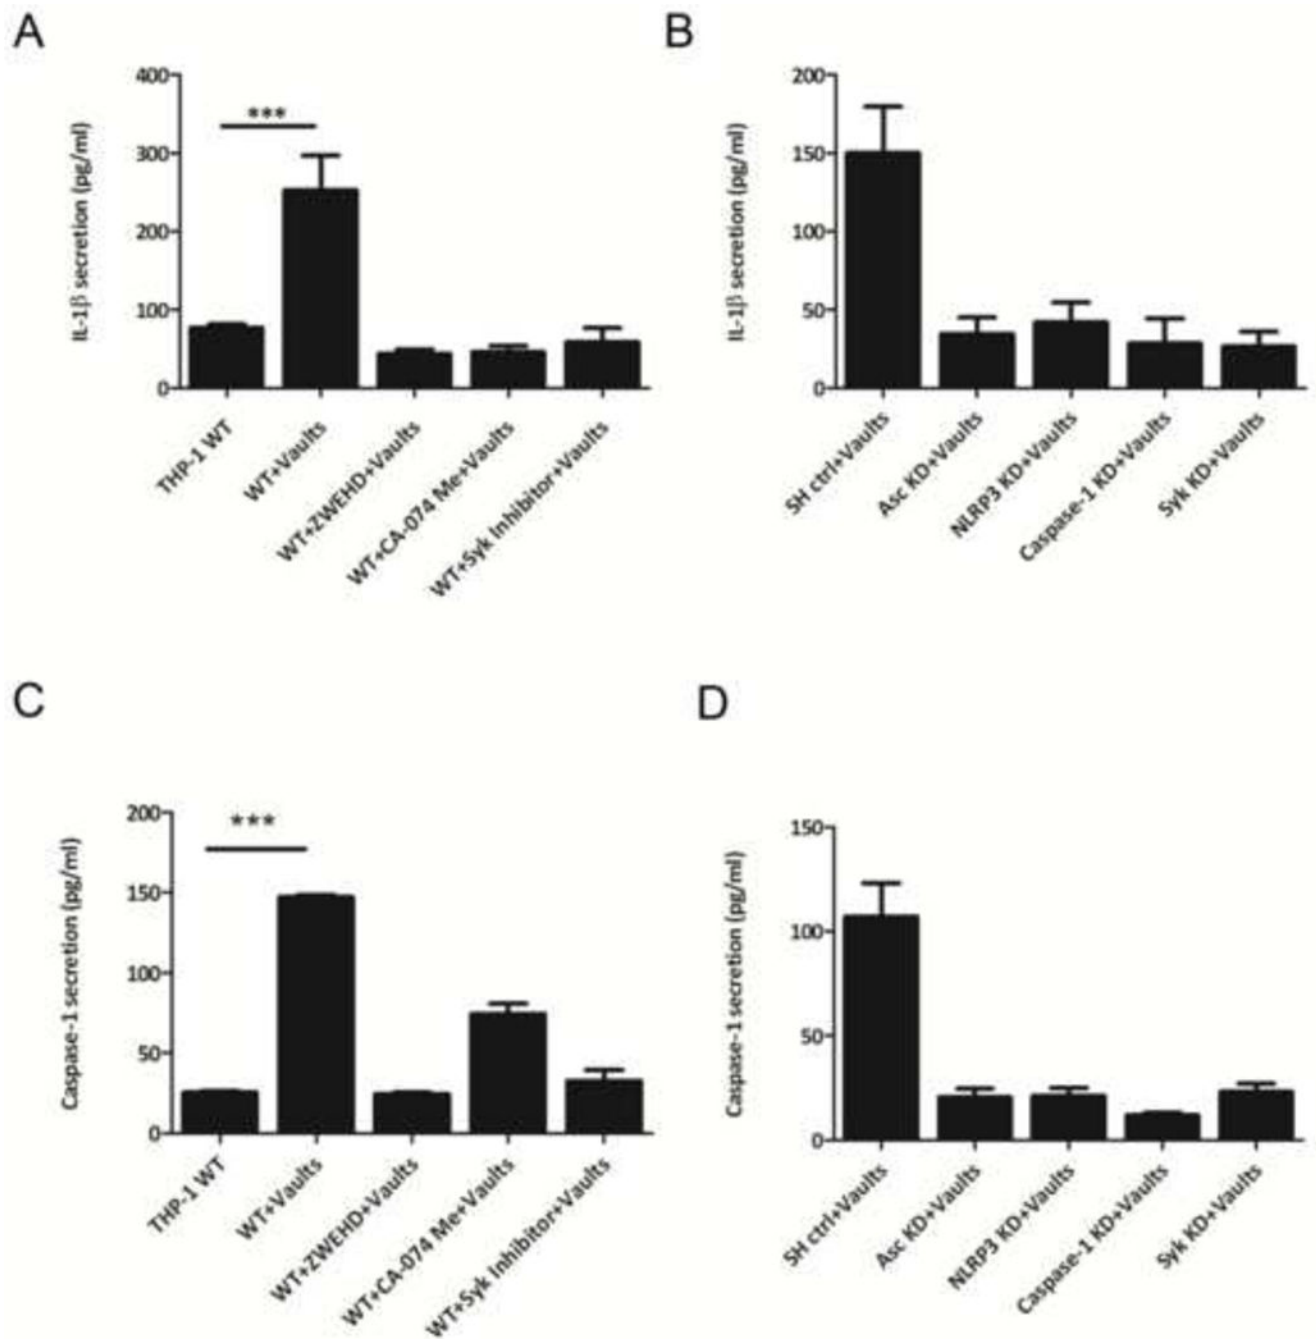 A
IL-1β secretion (pg/ml)
400
300
200
100
0
***
THP-1 WT
WT+Vaults
WT+ZWEHD+Vaults
WT+CA-074 Me+Vaults
WT+Syk Inhibitor+Vaults
B
IL-1β secretion (pg/ml)
200
150
100
50
0
SH ctrl+Vaults
Asc KD+Vaults
NLRP3 KD+Vaults
Caspase-1 KD+Vaults
Syk KD+Vaults
C
Caspase-1 secretion (pg/ml)
200
150
100
50
0
***
THP-1 WT
WT+Vaults
WT+ZWEHD+Vaults
WT+CA-074 Me+Vaults
WT+Syk Inhibitor+Vaults
D
Caspase-1 secretion (pg/ml)
150
100
50
0
SH ctrl+Vaults
Asc KD+Vaults
NLRP3 KD+Vaults
Caspase-1 KD+Vaults
Syk KD+Vaults